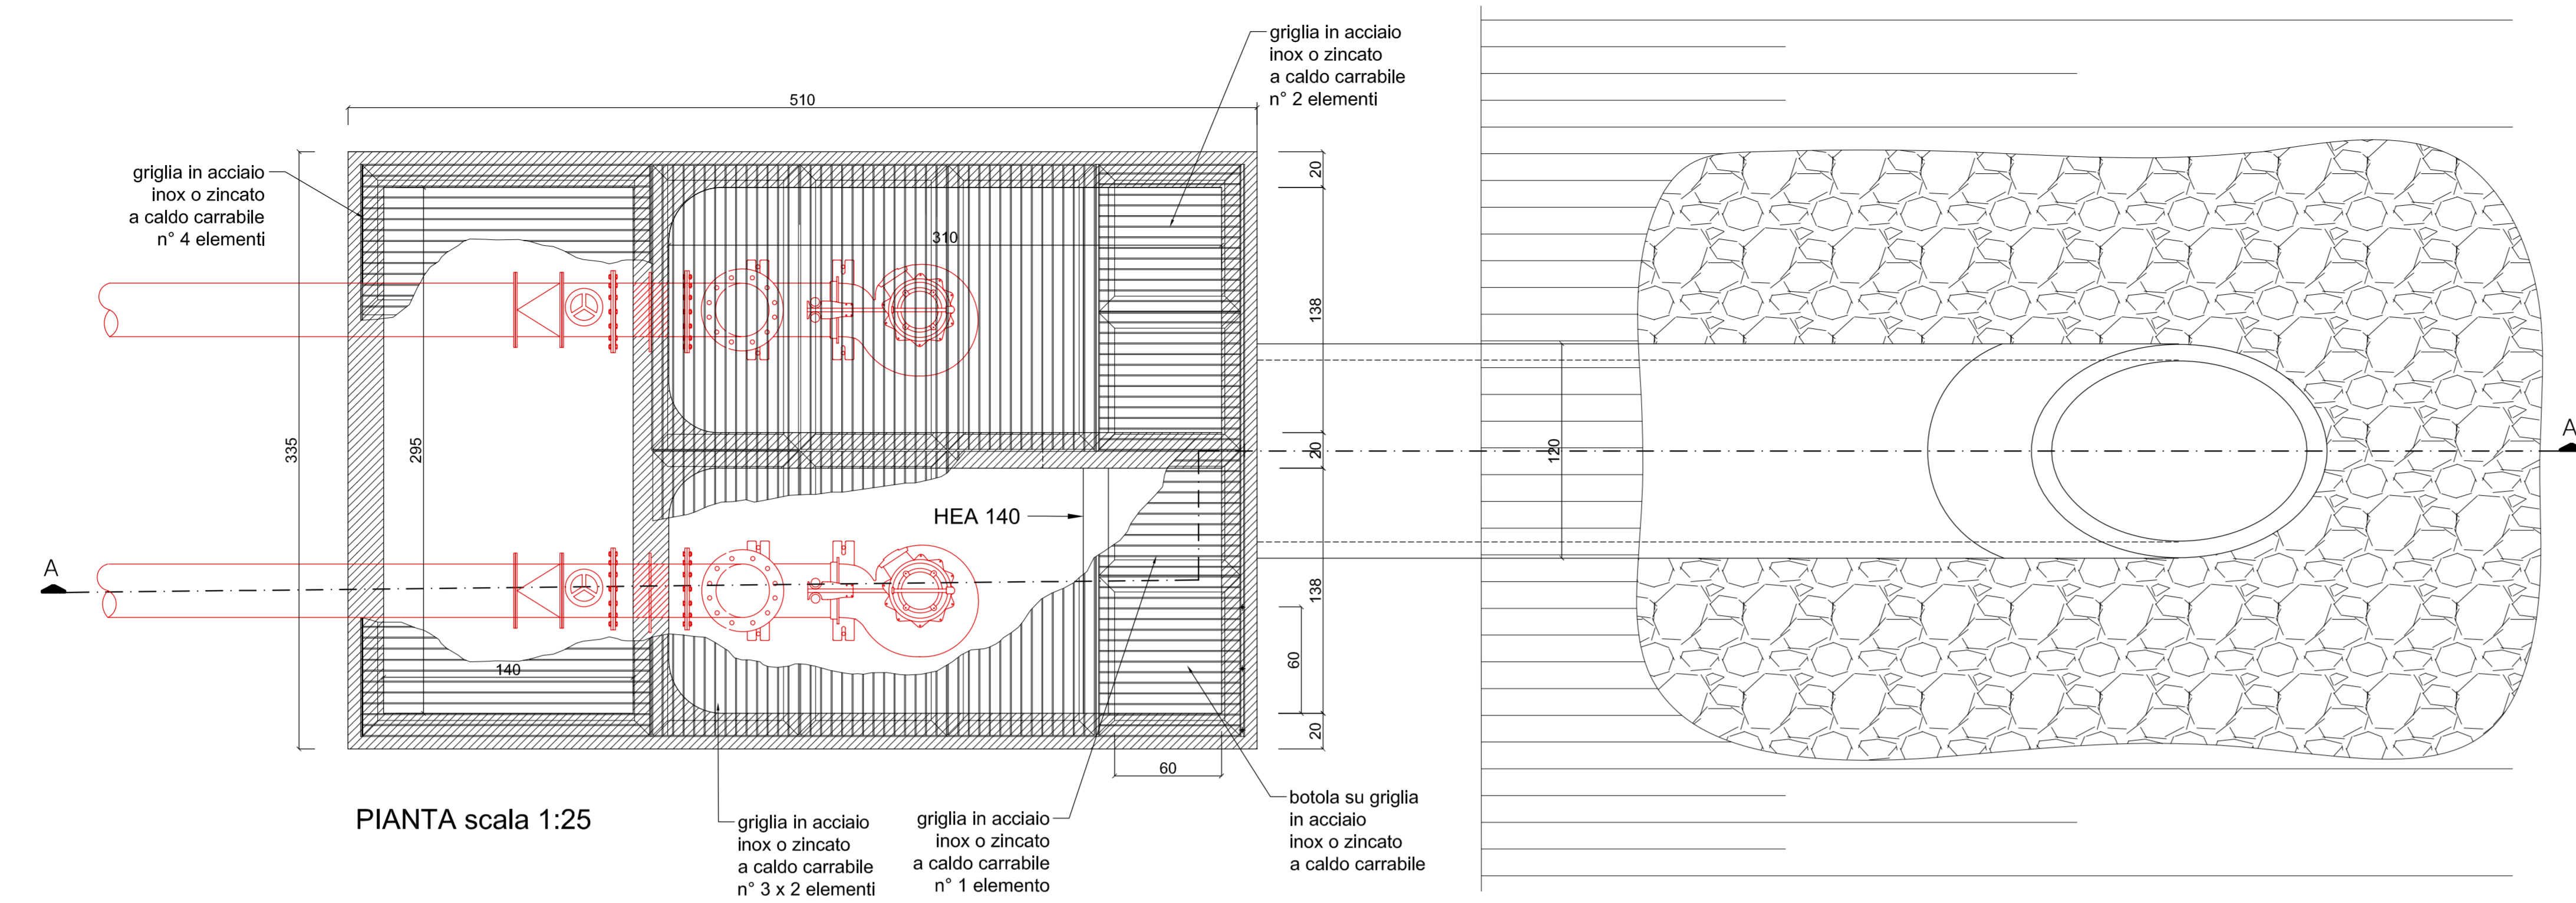 griglia in acciaio
inox o zincato
a caldo carrabile
n° 2 elementi
510
griglia in acciaio
inox o zincato
a caldo carrabile
n° 4 elementi
20
310
138
335
295
20
120
A
HEA 140
A
138
60
140
20
60
PIANTA scala 1:25
griglia in acciaio
inox o zincato
a caldo carrabile
n° 3 x 2 elementi
griglia in acciaio
inox o zincato
a caldo carrabile
n° 1 elemento
botola su griglia
in acciaio
inox o zincato
a caldo carrabile